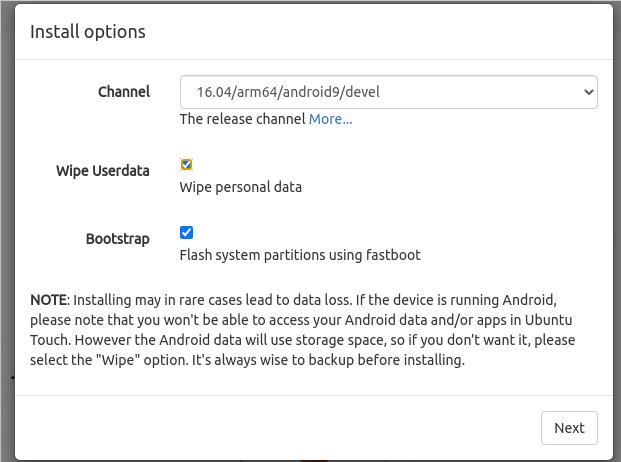 Install options
Channel
16.04/arm64/android9/devel
The release channel More...
Wipe Userdata
Wipe personal data
Bootstrap
Flash system partitions using fastboot
NOTE: Installing may in rare cases lead to data loss. If the device is running Android,
please note that you won't be able to access your Android data and/or apps in Ubuntu
Touch. However the Android data will use storage space, so if you don't want it, please
select the "Wipe" option. It's always wise to backup before installing.
Next